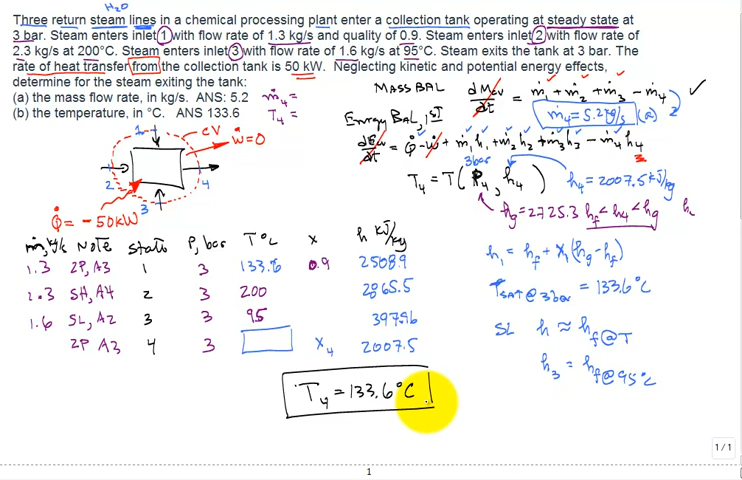 H₂O
Three return steam lines in a chemical processing plant enter a collection tank operating at steady state at
3 bar. Steam enters inlet 1 with flow rate of 1.3 kg/s and quality of 0.9. Steam enters inlet 2 with flow rate of
2.3 kg/s at 200°C. Steam enters inlet 3 with flow rate of 1.6 kg/s at 95°C. Steam exits the tank at 3 bar. The
rate of heat transfer from the collection tank is 50 kW. Neglecting kinetic and potential energy effects,
determine for the steam exiting the tank:
(a) the mass flow rate, in kg/s. ANS: 5.2 ṁ₄ =
(b) the temperature, in °C. ANS 133.6 T₄ =
MASS BAL dMcv/dt = ṁ₁ + ṁ₂ + ṁ₃ - ṁ₄ ✓
ṁ₄ = 5.2 kg/s (a)
Energy BAL, 1ST
dEcv/dt = Q̇ - Ẇ + ṁ₁h₁ + ṁ₂h₂ + ṁ₃h₃ - ṁ₄h₄
3bar
T₄ = T(P₄, h₄) h₄ = 2007.5 kJ/kg
hg = 2725.3 hf < h₄ < hg
1 CV Ẇ = 0
2 4
3
Q̇ = -50kW
ṁ, kg/s Note State P, bar T°C x h kJ/kg
1.3 2P, A3 1 3 133.6 0.9 2508.9
2.3 SH, A4 2 3 200 2865.5
1.6 SL, A2 3 3 95 397.96
2P A3 4 3 x₄ 2007.5
h₁ = hf + x₁(hg - hf)
TSAT@3bar = 133.6°C
SL h ≈ hf@T
h₃ = hf@95°C
T₄ = 133.6°C
1 / 1
1